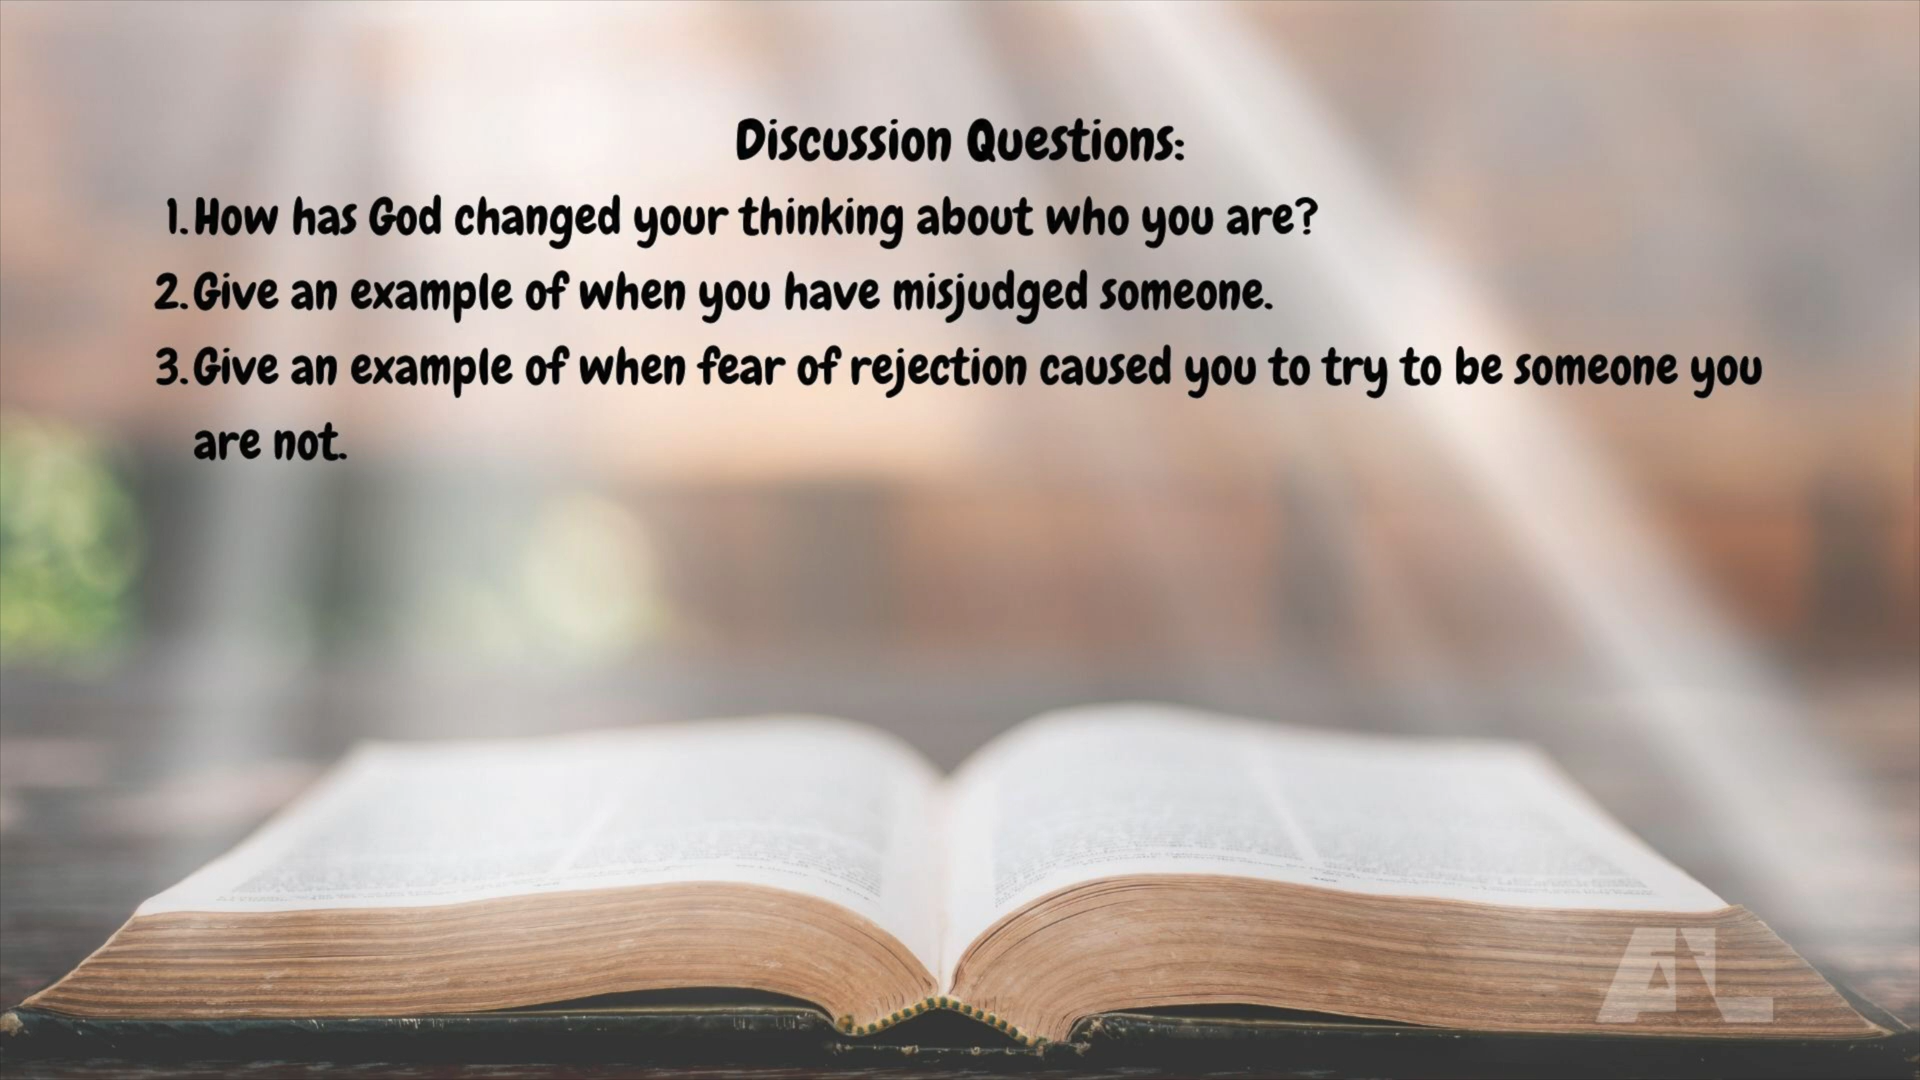 Discussion Questions:
1. How has God changed your thinking about who you are?
2. Give an example of when you have misjudged someone.
3. Give an example of when fear of rejection caused you to try to be someone you
are not.